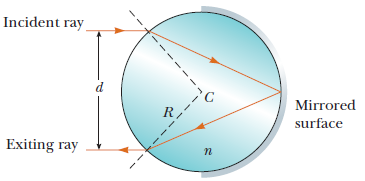 Incident ray
d
C
R
Mirrored
surface
Exiting ray
n